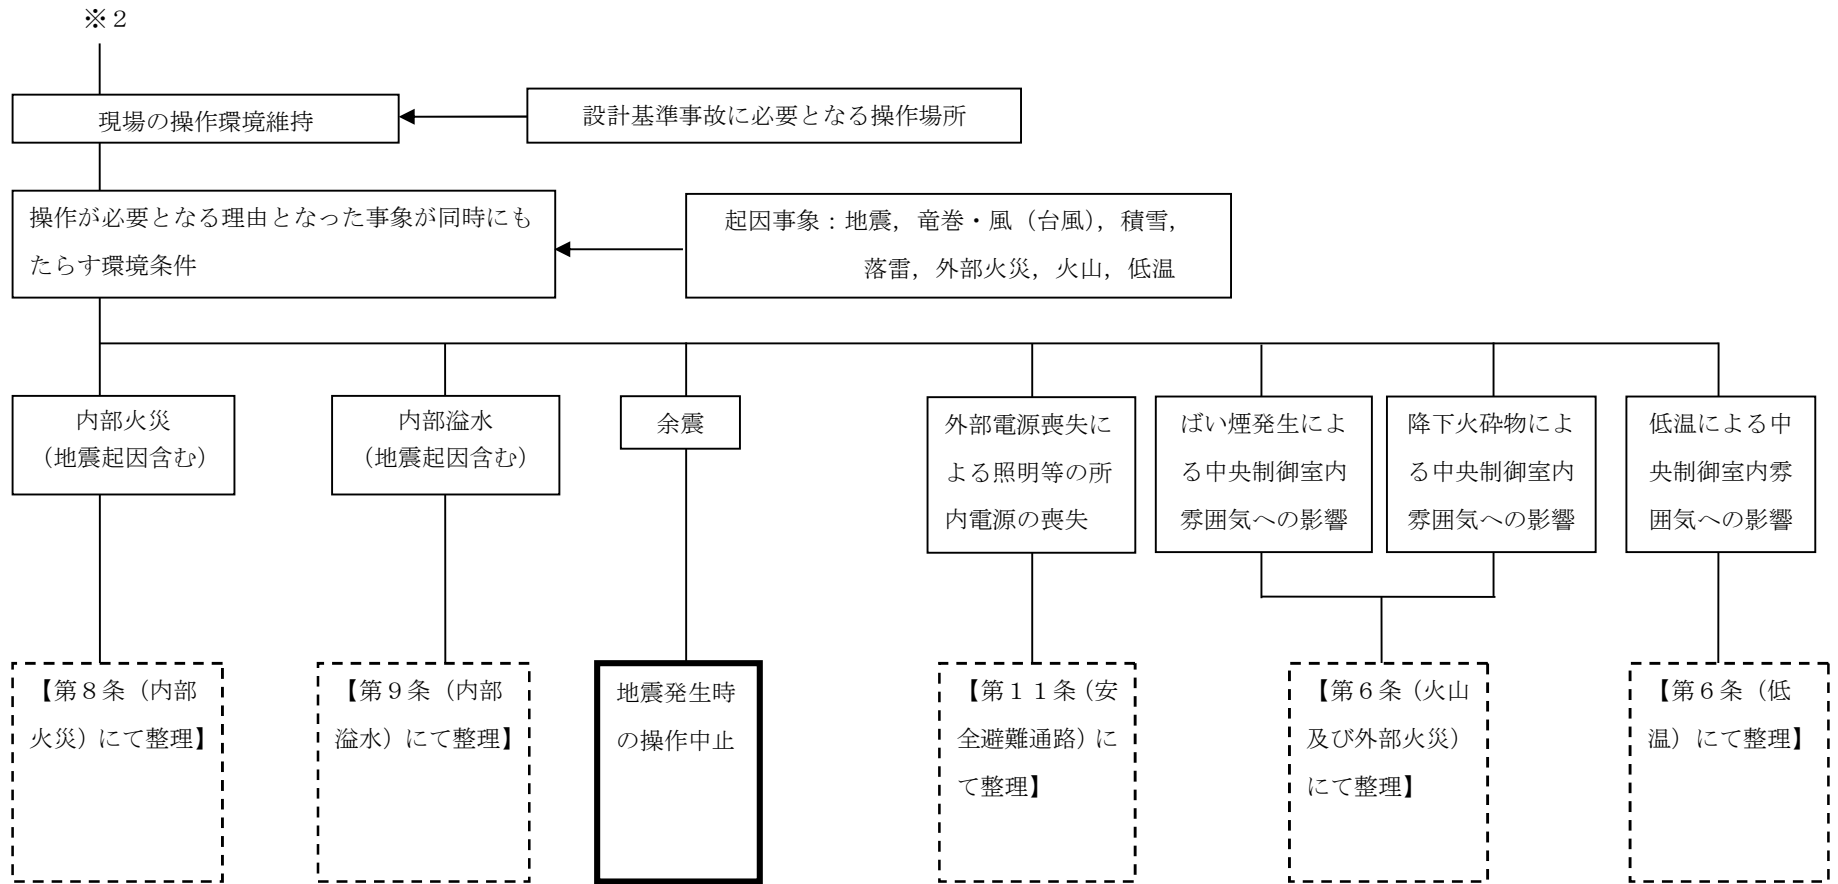 ※２
現場の操作環境維持
設計基準事故に必要となる操作場所
操作が必要となる理由となった事象が同時にも
たらす環境条件
起因事象：地震，竜巻・風（台風），積雪，
落雷，外部火災，火山，低温
内部火災
（地震起因含む）
内部溢水
（地震起因含む）
余震
外部電源喪失に
よる照明等の所
内電源の喪失
ばい煙発生によ
る中央制御室内
雰囲気への影響
降下火砕物によ
る中央制御室内
雰囲気への影響
低温による中
央制御室内雰
囲気への影響
【第８条（内部
火災）にて整理】
【第９条（内部
溢水）にて整理】
地震発生時
の操作中止
【第１１条（安
全避難通路）に
て整理】
【第６条（火山
及び外部火災）
にて整理】
【第６条（低
温）にて整理】